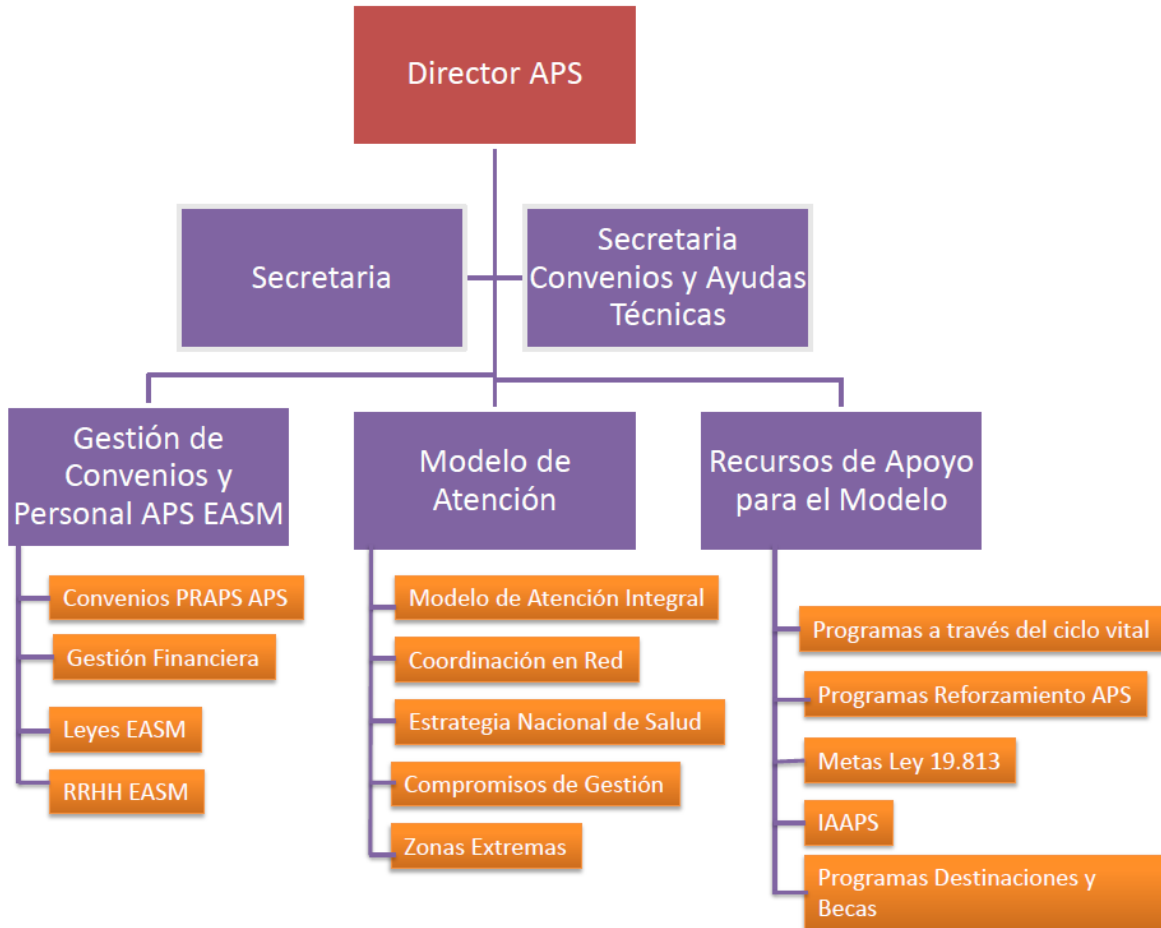 Director APS
Secretaria
Secretaria
Convenios y Ayudas
Técnicas
Gestión de
Convenios y
Personal APS EASM
Convenios PRAPS APS
Gestión Financiera
Leyes EASM
RRHH EASM
Modelo de
Atención
Modelo de Atención Integral
Coordinación en Red
Estrategia Nacional de Salud
Compromisos de Gestión
Zonas Extremas
Recursos de Apoyo
para el Modelo
Programas a través del ciclo vital
Programas Reforzamiento APS
Metas Ley 19.813
IAAPS
Programas Destinaciones y
Becas